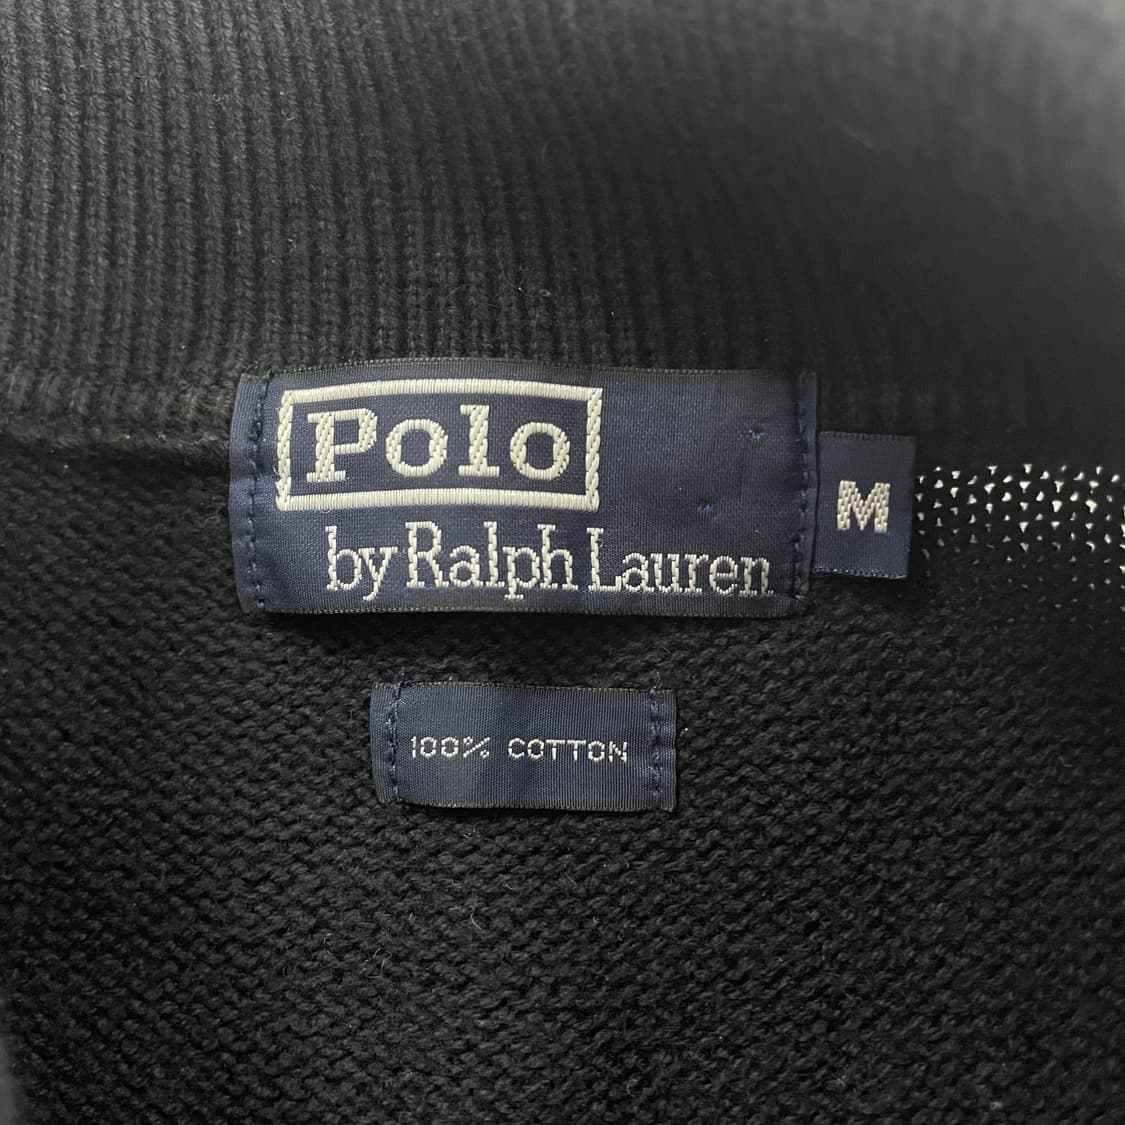 Polo
by Ralph Lauren
M
100% COTTON